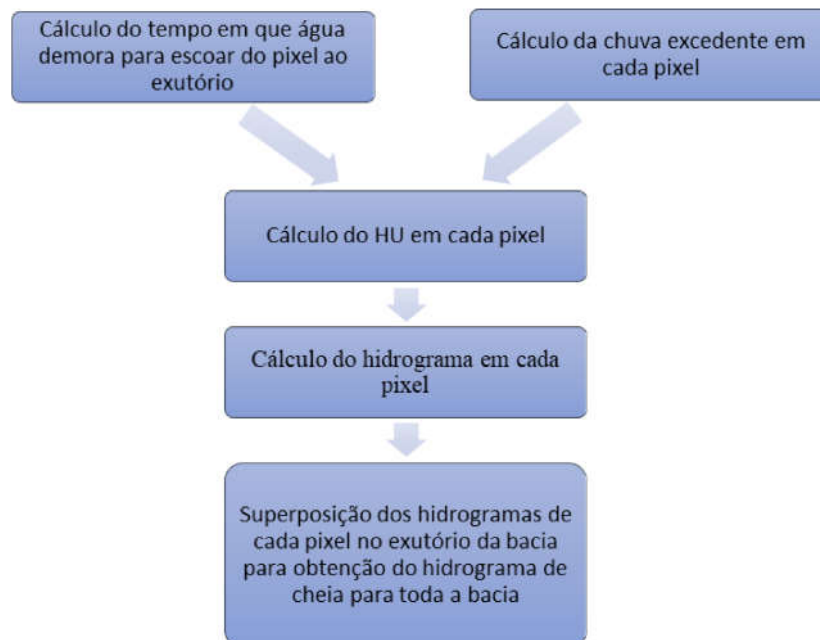 Cálculo do tempo em que água
demora para escoar do pixel ao
exutório
Cálculo da chuva excedente em
cada pixel
Cálculo do HU em cada pixel
Cálculo do hidrograma em cada
pixel
Superposição dos hidrogramas de
cada pixel no exutório da bacia
para obtenção do hidrograma de
cheia para toda a bacia